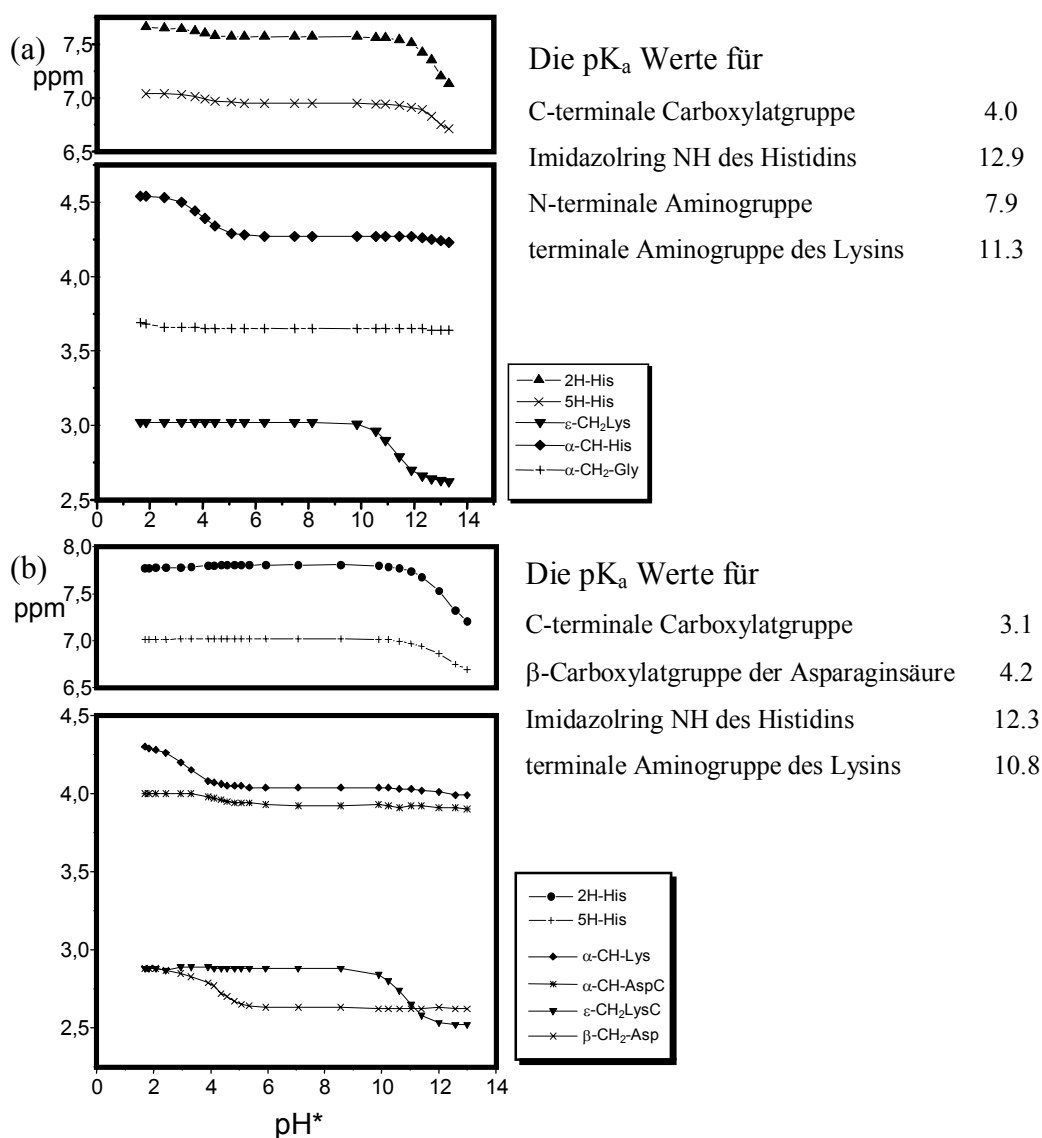 (a)
ppm
7,5
7,0
6,5
4,5
4,0
3,5
3,0
2,5
0 2 4 6 8 10 12 14
2H-His
5H-His
ε-CH₂Lys
α-CH-His
α-CH₂-Gly
Die pKₐ Werte für
C-terminale Carboxylatgruppe 4.0
Imidazolring NH des Histidins 12.9
N-terminale Aminogruppe 7.9
terminale Aminogruppe des Lysins 11.3
(b)
ppm
8,0
7,5
7,0
6,5
4,5
4,0
3,5
3,0
2,5
0 2 4 6 8 10 12 14
pH*
Die pKₐ Werte für
C-terminale Carboxylatgruppe 3.1
β-Carboxylatgruppe der Asparaginsäure 4.2
Imidazolring NH des Histidins 12.3
terminale Aminogruppe des Lysins 10.8
2H-His
5H-His
α-CH-Lys
α-CH-AspC
ε-CH₂LysC
β-CH₂-Asp